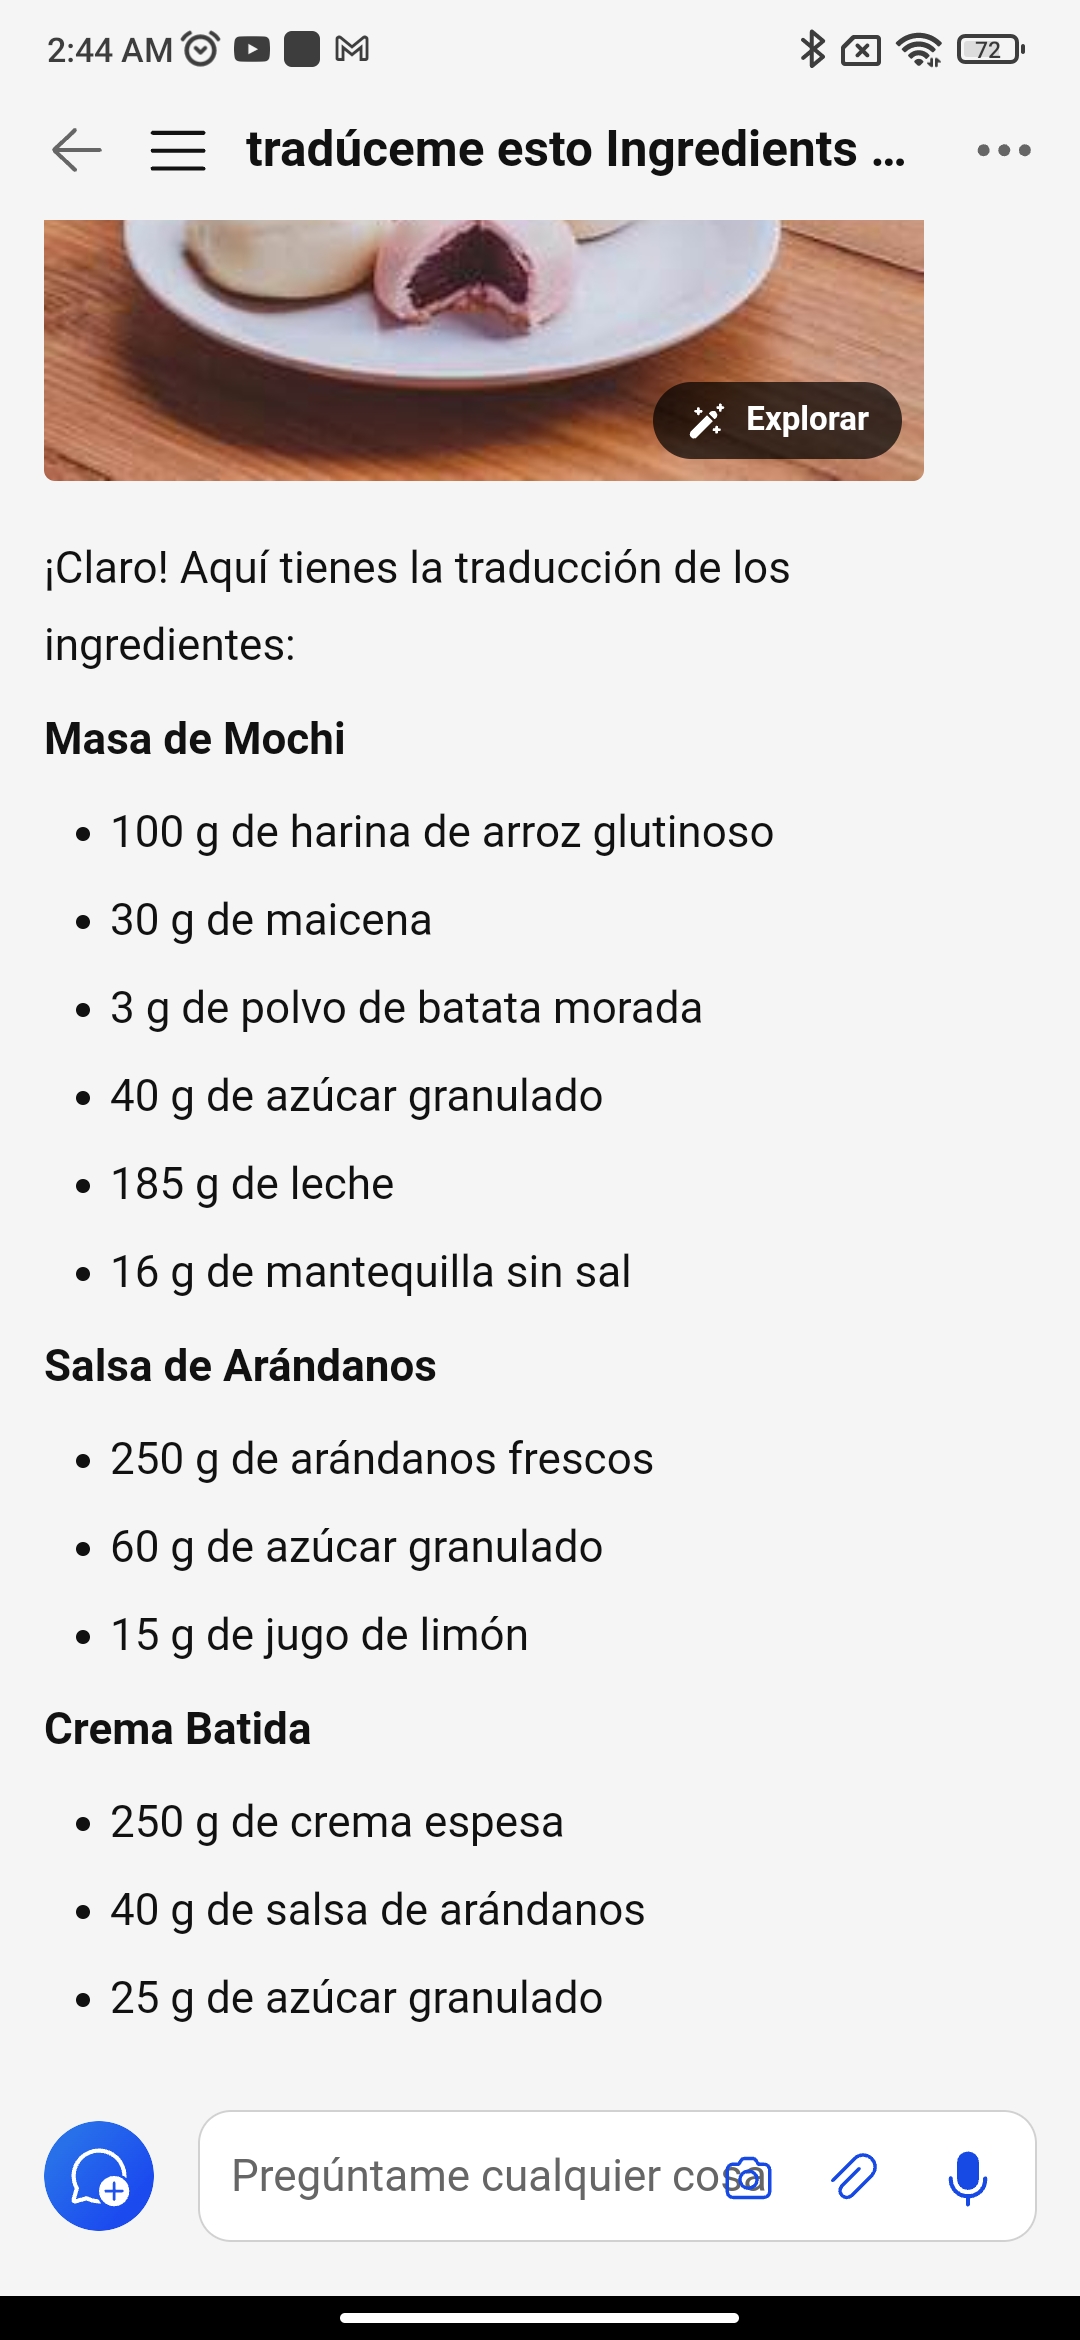 2:44 AM
72
tradúceme esto Ingredients ...
Explorar
¡Claro! Aquí tienes la traducción de los
ingredientes:
Masa de Mochi
• 100 g de harina de arroz glutinoso
• 30 g de maicena
• 3 g de polvo de batata morada
• 40 g de azúcar granulado
• 185 g de leche
• 16 g de mantequilla sin sal
Salsa de Arándanos
• 250 g de arándanos frescos
• 60 g de azúcar granulado
• 15 g de jugo de limón
Crema Batida
• 250 g de crema espesa
• 40 g de salsa de arándanos
• 25 g de azúcar granulado
Pregúntame cualquier cosa